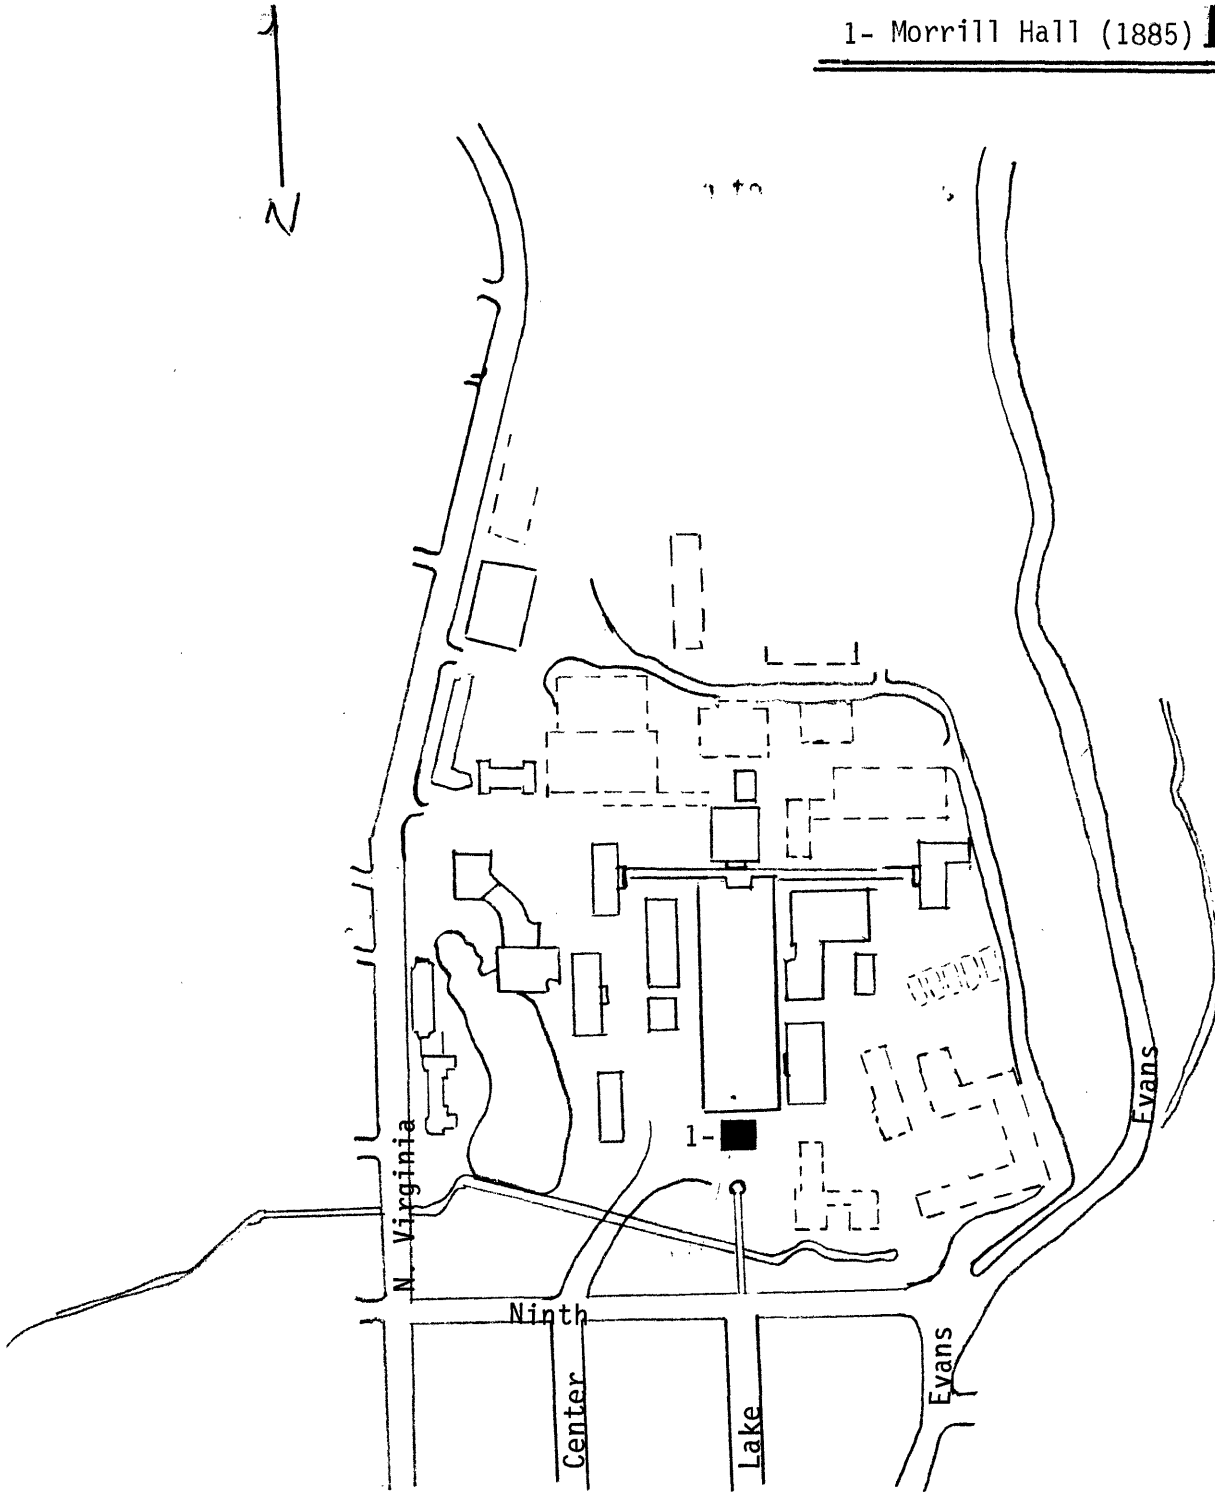 1- Morrill Hall (1885)
N
1-
Evans
N. Virginia
Ninth
Evans
Center
Lake